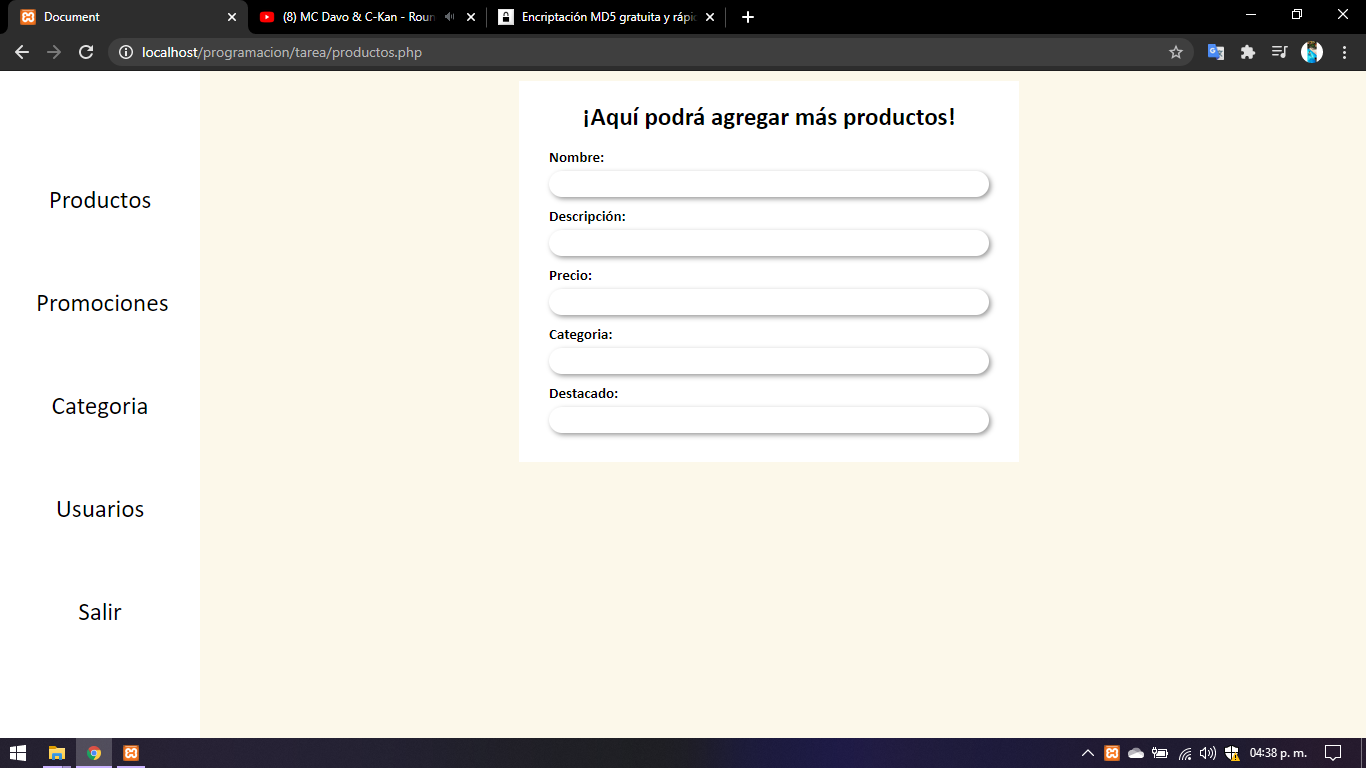 Document
(8) MC Davo & C-Kan - Roun
Encriptación MD5 gratuita y rápi
localhost/programacion/tarea/productos.php
Productos
Promociones
Categoria
Usuarios
Salir
¡Aquí podrá agregar más productos!
Nombre:
Descripción:
Precio:
Categoria:
Destacado:
04:38 p. m.